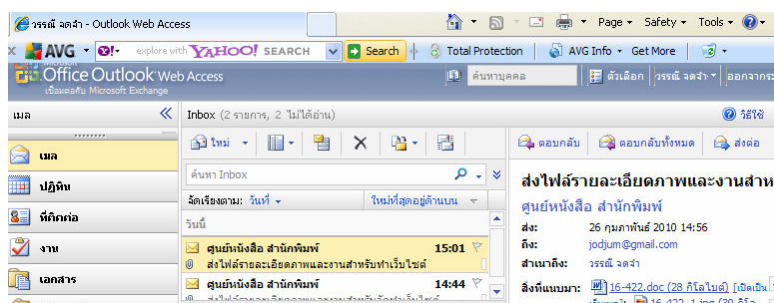 วรรณี จดจำ - Outlook Web Access
Page Safety Tools
AVG explore with YAHOO! SEARCH Search Total Protection AVG Info Get More
Microsoft
Office Outlook Web Access
เชื่อมต่อกับ Microsoft Exchange
ค้นหาบุคคล ตัวเลือก วรรณี จดจำ ออกจากระ
เมล Inbox (2 รายการ, 2 ไม่ได้อ่าน) วิธีใช้
ใหม่ ตอบกลับ ตอบกลับทั้งหมด ส่งต่อ
เมล
ปฏิทิน
ที่ติดต่อ
งาน
เอกสาร
ค้นหา Inbox
จัดเรียงตาม: วันที่ ใหม่ที่สุดอยู่ด้านบน
วันนี้
ศูนย์หนังสือ สำนักพิมพ์ 15:01
ส่งไฟล์รายละเอียดภาพและงานสำหรับทำเว็บไซต์
ศูนย์หนังสือ สำนักพิมพ์ 14:44
ส่งไฟล์รายละเอียดภาพและงานสำห
ศูนย์หนังสือ สำนักพิมพ์
ส่ง: 26 กุมภาพันธ์ 2010 14:56
ถึง: jodjum@gmail.com
สำเนาถึง: วรรณี จดจำ
สิ่งที่แนบมา: 16-422.doc (28 กิโลไบต์) [เปิดเป็น